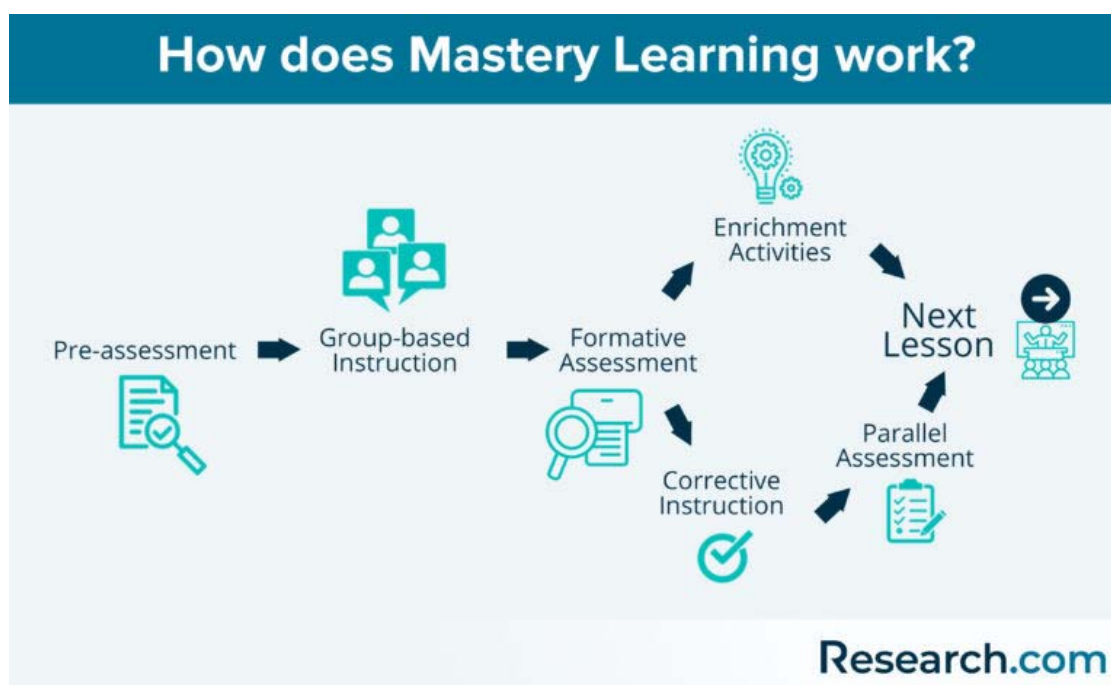 How does Mastery Learning work?
Enrichment
Activities
Pre-assessment
Group-based
Instruction
Formative
Assessment
Next
Lesson
Corrective
Instruction
Parallel
Assessment
Research.com